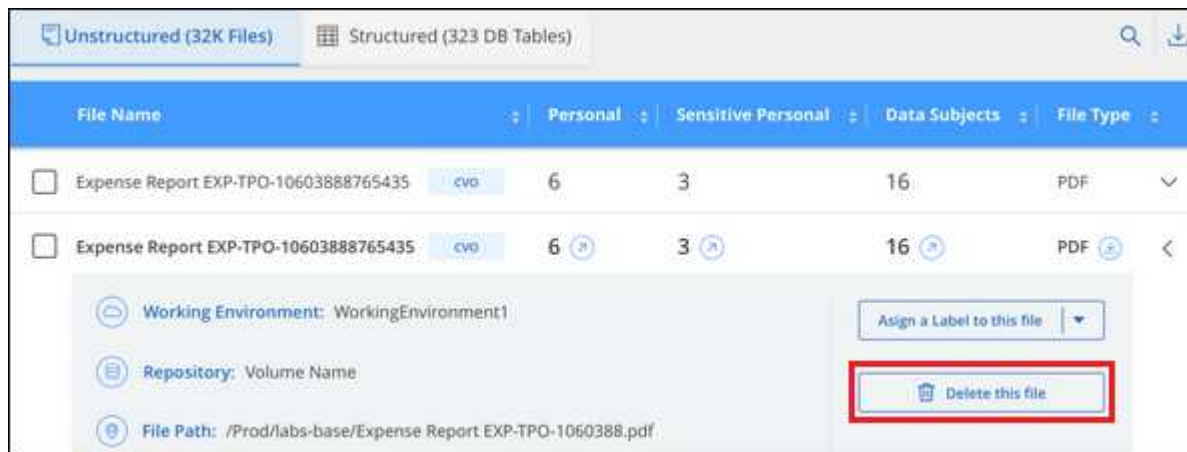 Unstructured (32K Files) Structured (323 DB Tables)
File Name Personal Sensitive Personal Data Subjects File Type
Expense Report EXP-TPO-10603888765435 CVO 6 3 16 PDF
Expense Report EXP-TPO-10603888765435 CVO 6 3 16 PDF
Working Environment: WorkingEnvironment1
Asign a Label to this file
Repository: Volume Name
Delete this file
File Path: /Prod/labs-base/Expense Report EXP-TPO-1060388.pdf